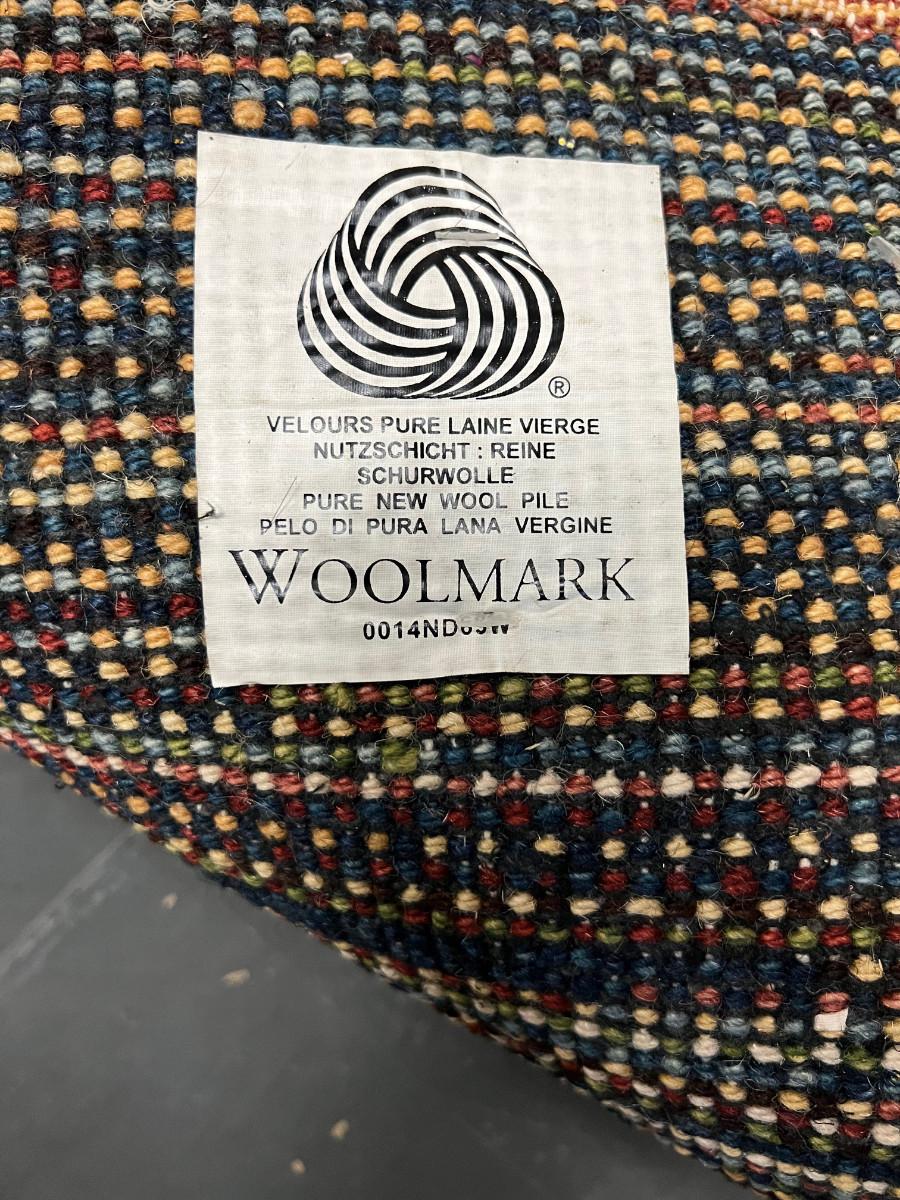 ®
VELOURS PURE LAINE VIERGE
NUTZSCHICHT : REINE
SCHURWOLLE
PURE NEW WOOL PILE
PELO DI PURA LANA VERGINE
WOOLMARK